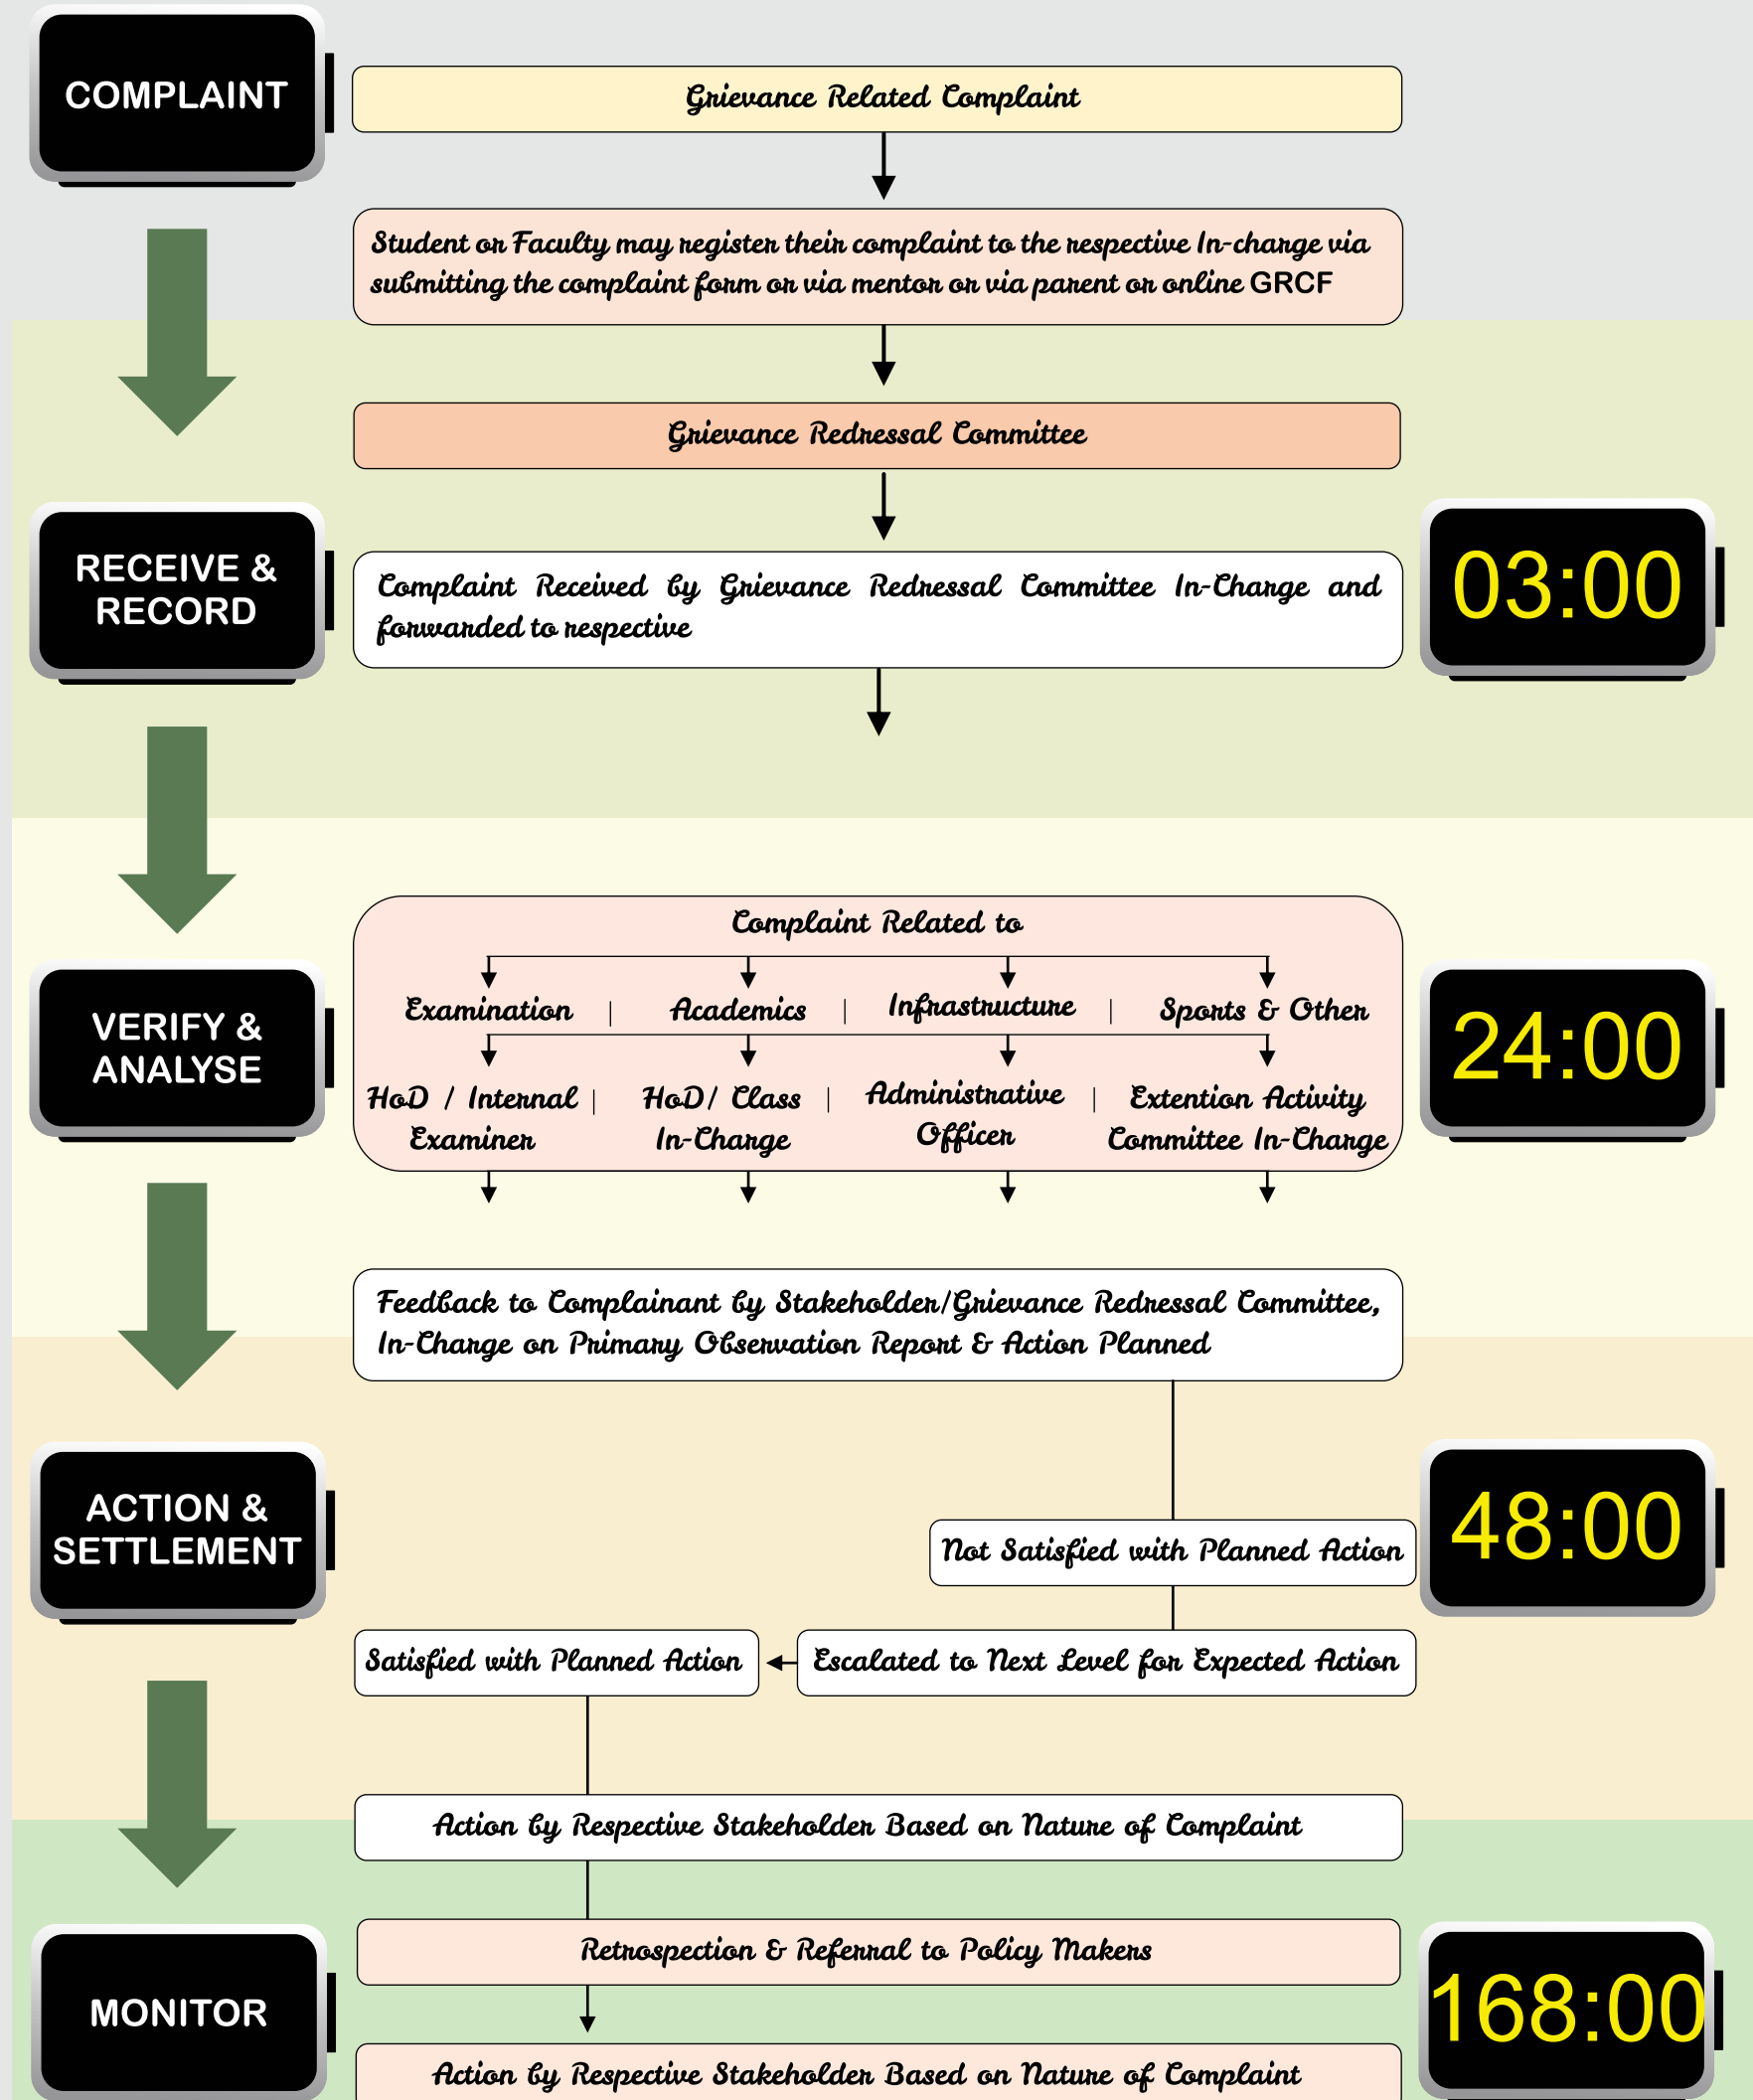 COMPLAINT
Grievance Related Complaint
Student or Faculty may register their complaint to the respective In-charge via
submitting the complaint form or via mentor or via parent or online GRCF
Grievance Redressal Committee
RECEIVE &
RECORD
Complaint Received by Grievance Redressal Committee In-Charge and
forwarded to respective
03:00
VERIFY &
ANALYSE
Complaint Related to
Examination | Academics | Infrastructure | Sports & Other
HoD / Internal | HoD/ Class | Administrative | Extention Activity
Examiner In-Charge Officer Committee In-Charge
24:00
Feedback to Complainant by Stakeholder/Grievance Redressal Committee,
In-Charge on Primary Observation Report & Action Planned
ACTION &
SETTLEMENT
Not Satisfied with Planned Action
48:00
Satisfied with Planned Action
Escalated to Next Level for Expected Action
Action by Respective Stakeholder Based on Nature of Complaint
MONITOR
Retrospection & Referral to Policy Makers
168:00
Action by Respective Stakeholder Based on Nature of Complaint